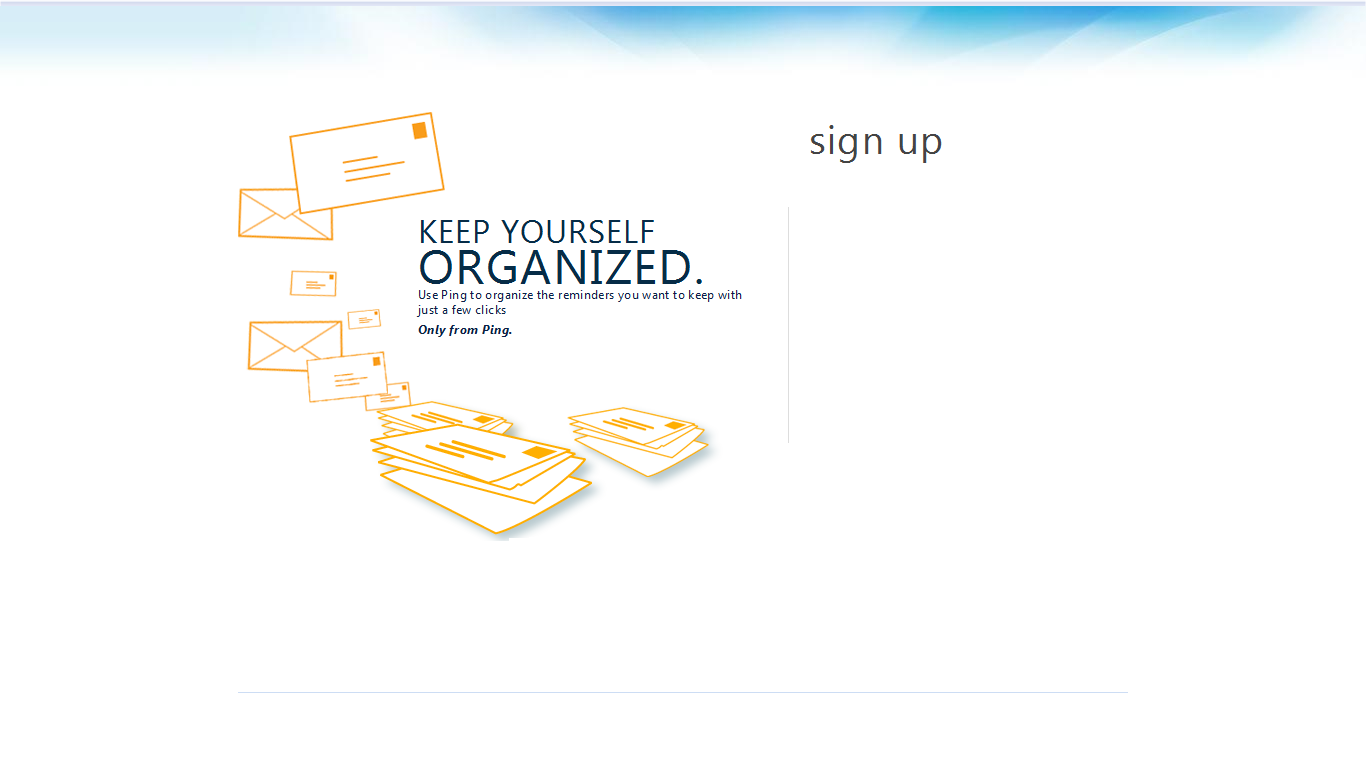 sign up
KEEP YOURSELF
ORGANIZED.
Use Ping to organize the reminders you want to keep with
just a few clicks
Only from Ping.